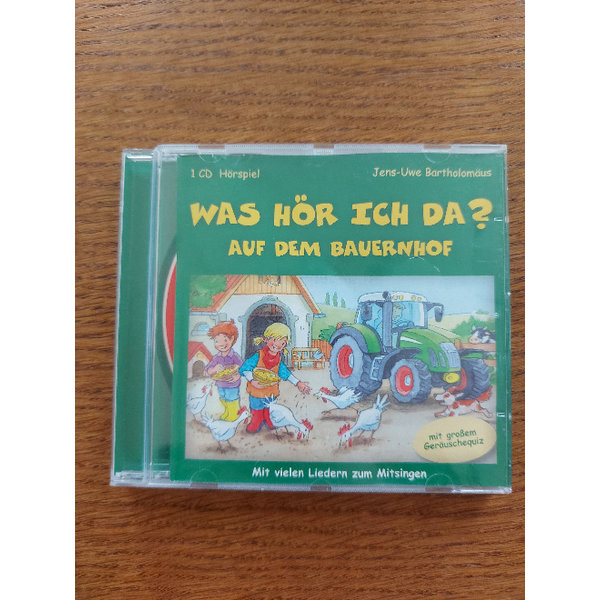 1 CD Hörspiel
Jens-Uwe Bartholomäus
WAS HÖR ICH DA?
AUF DEM BAUERNHOF
mit großem
Geräuschequiz
Mit vielen Liedern zum Mitsingen